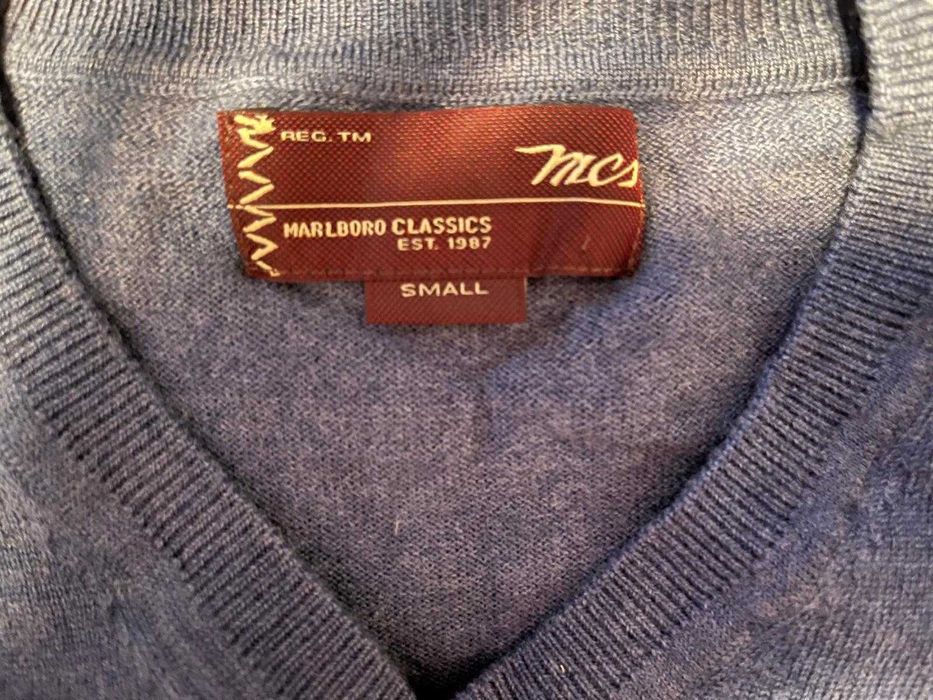 REG. TM
mcs
MARLBORO CLASSICS
EST. 1987
SMALL